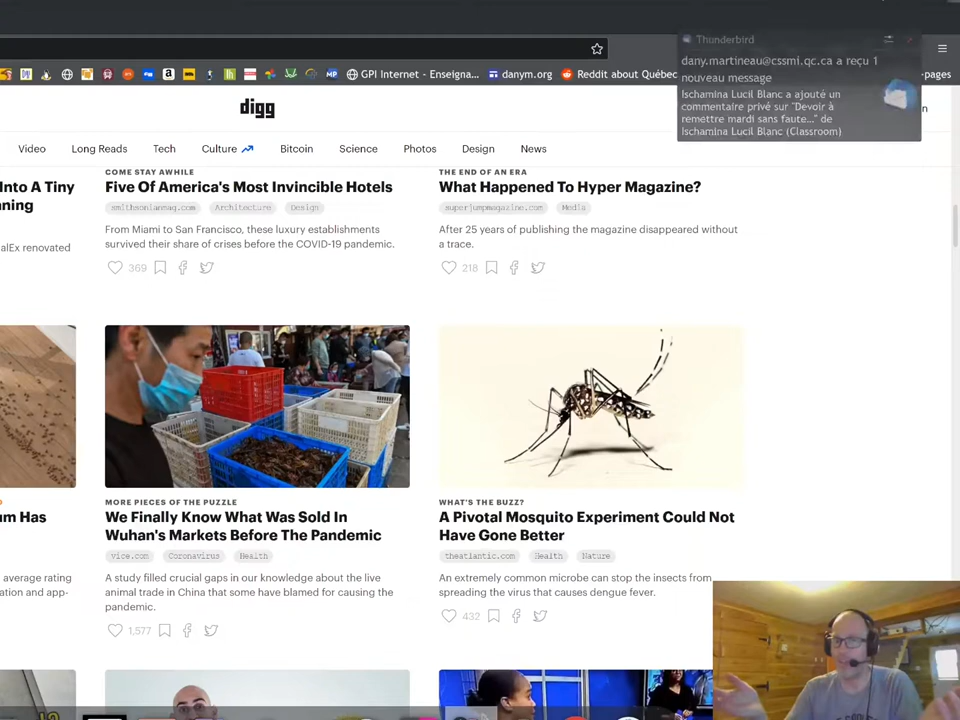 Thunderbird
GPI Internet - Enseigna...
danym.org
Reddit about Québec
-pages
dany.martineau@cssmi.qc.ca a reçu 1
nouveau message
Ischamina Lucil Blanc a ajouté un
commentaire privé sur "Devoir à
remettre mardi sans faute..." de
Ischamina Lucil Blanc (Classroom)
digg
Video
Long Reads
Tech
Culture
Bitcoin
Science
Photos
Design
News
Into A Tiny
ning
alEx renovated
COME STAY AWHILE
Five Of America's Most Invincible Hotels
smithsonianmag.com Architecture Design
From Miami to San Francisco, these luxury establishments
survived their share of crises before the COVID-19 pandemic.
369
THE END OF AN ERA
What Happened To Hyper Magazine?
superjumpmagazine.com Media
After 25 years of publishing the magazine disappeared without
a trace.
218
um Has
average rating
ation and app-
MORE PIECES OF THE PUZZLE
We Finally Know What Was Sold In
Wuhan's Markets Before The Pandemic
vice.com Coronavirus Health
A study filled crucial gaps in our knowledge about the live
animal trade in China that some have blamed for causing the
pandemic.
1,577
WHAT'S THE BUZZ?
A Pivotal Mosquito Experiment Could Not
Have Gone Better
theatlantic.com Health Nature
An extremely common microbe can stop the insects from
spreading the virus that causes dengue fever.
432